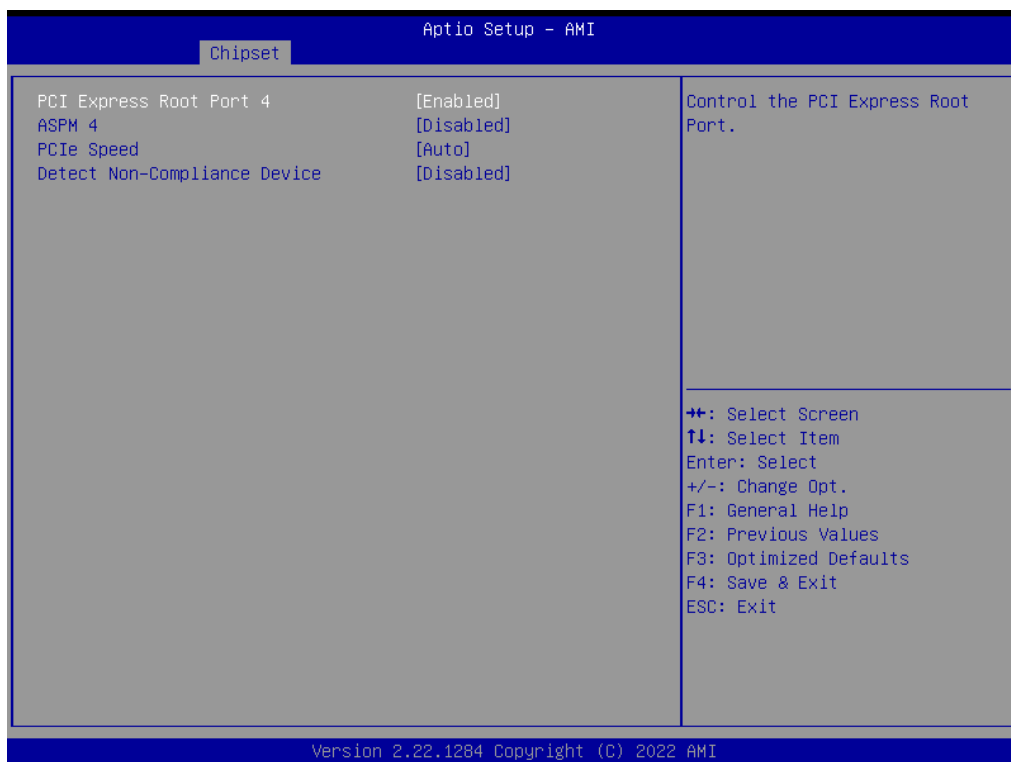 Aptio Setup – AMI
Chipset
PCI Express Root Port 4 [Enabled]
ASPM 4 [Disabled]
PCIe Speed [Auto]
Detect Non-Compliance Device [Disabled]
Control the PCI Express Root
Port.
→←: Select Screen
↑↓: Select Item
Enter: Select
+/-: Change Opt.
F1: General Help
F2: Previous Values
F3: Optimized Defaults
F4: Save & Exit
ESC: Exit
Version 2.22.1284 Copyright (C) 2022 AMI